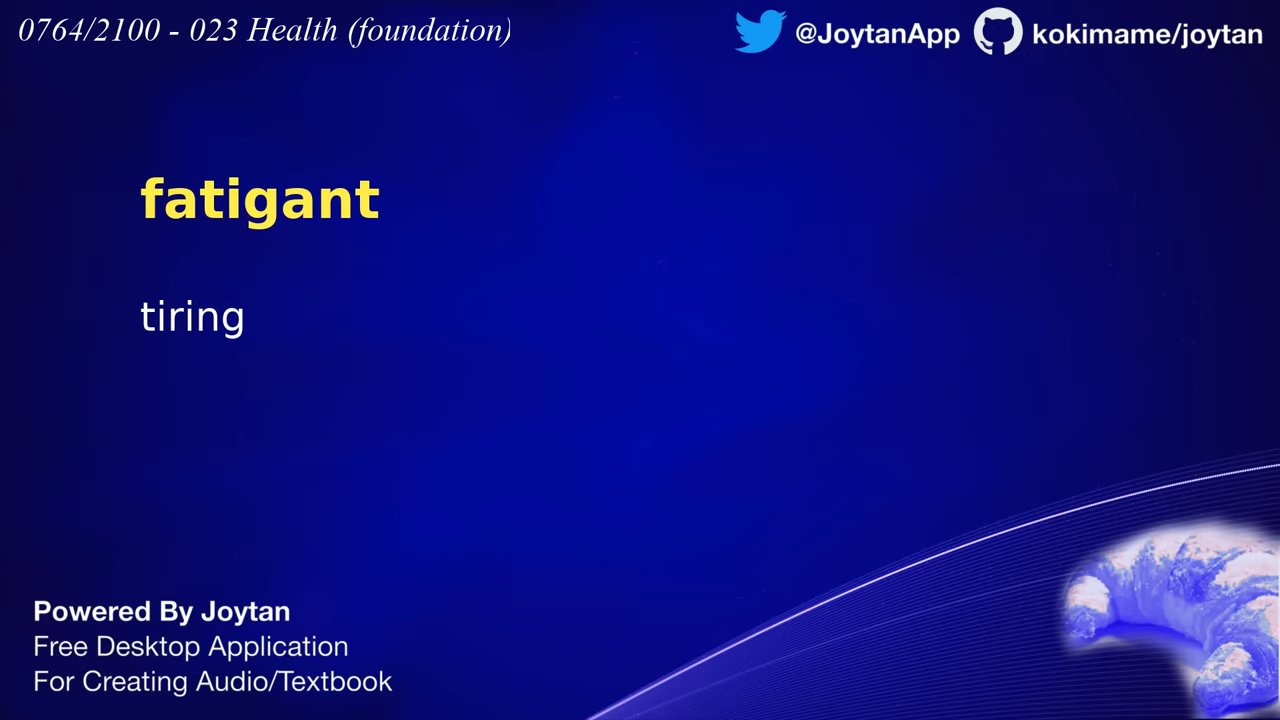 0764/2100 - 023 Health (foundation)
@JoytanApp
kokimame/joytan
fatigant
tiring
Powered By Joytan
Free Desktop Application
For Creating Audio/Textbook